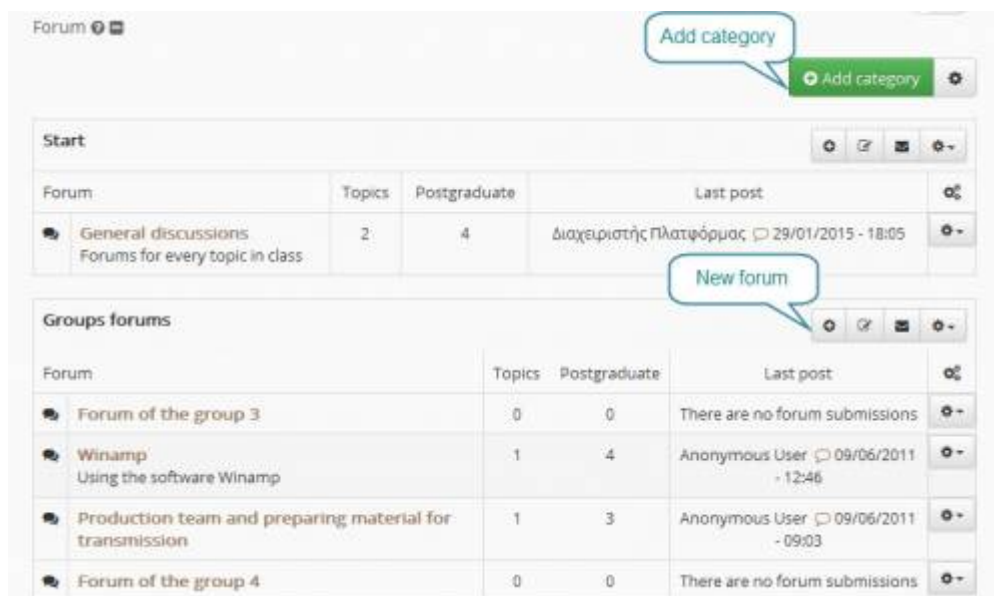 Forum
Add category
Add category
Start
Forum Topics Postgraduate Last post
General discussions 2 4 Διαχειριστής Πλατφόρμας 29/01/2015 - 18:05
Forums for every topic in class
New forum
Groups forums
Forum Topics Postgraduate Last post
Forum of the group 3 0 0 There are no forum submissions
Winamp 1 4 Anonymous User 09/06/2011
Using the software Winamp - 12:46
Production team and preparing material for 1 3 Anonymous User 09/06/2011
transmission - 09:03
Forum of the group 4 0 0 There are no forum submissions